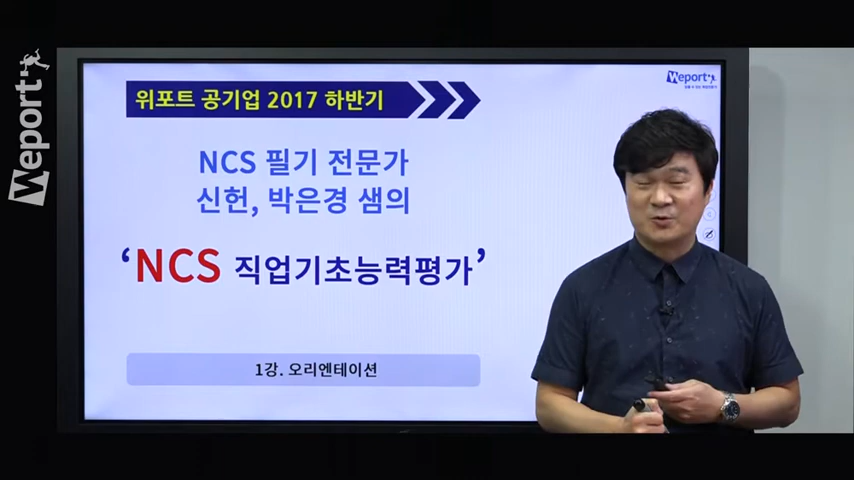 Weport
위포트 공기업 2017 하반기
Weport
NCS 필기 전문가
신헌, 박은경 샘의
‘NCS 직업기초능력평가’
1강. 오리엔테이션